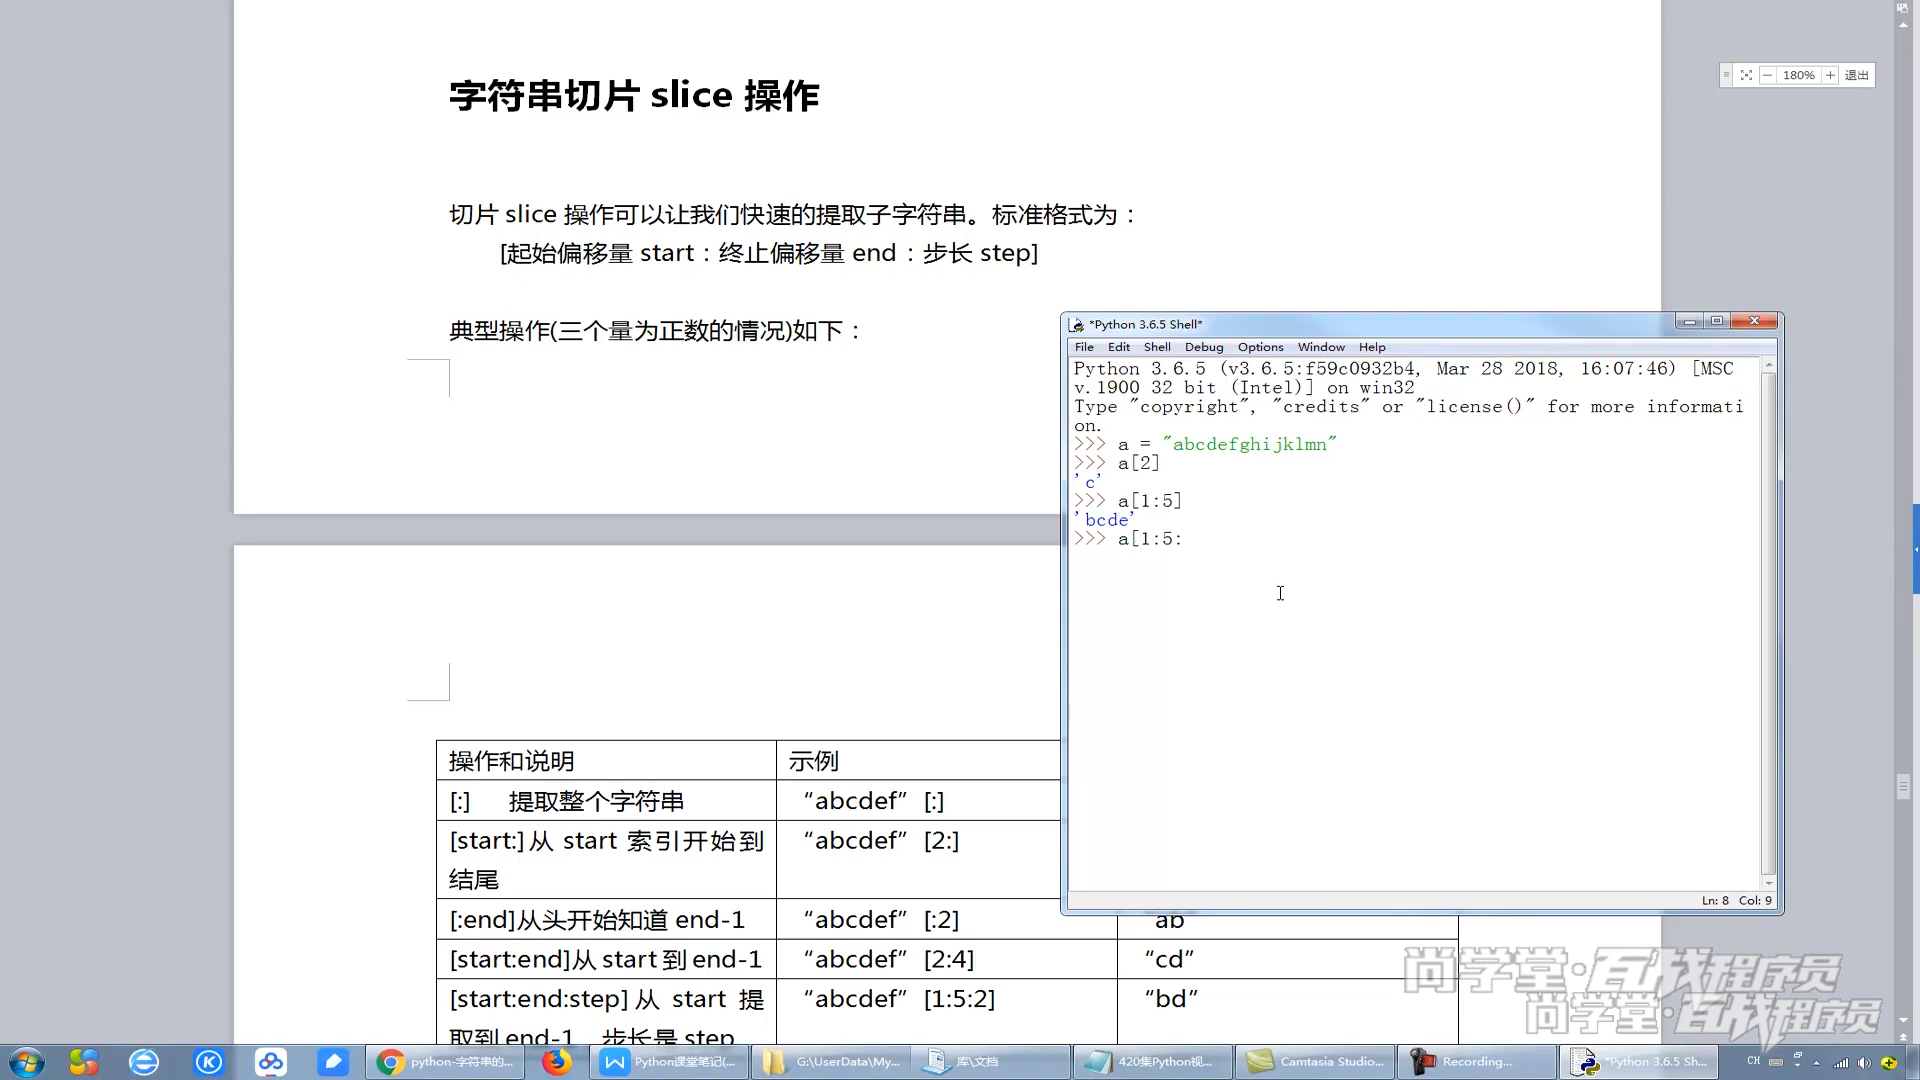 字符串切片 slice 操作
180%
退出
切片 slice 操作可以让我们快速的提取子字符串。标准格式为：
[起始偏移量 start：终止偏移量 end：步长 step]
典型操作(三个量为正数的情况)如下：
*Python 3.6.5 Shell*
File Edit Shell Debug Options Window Help
Python 3.6.5 (v3.6.5:f59c0932b4, Mar 28 2018, 16:07:46) [MSC
v.1900 32 bit (Intel)] on win32
Type "copyright", "credits" or "license()" for more informati
on.
>>> a = "abcdefghijklmn"
>>> a[2]
'c'
>>> a[1:5]
'bcde'
>>> a[1:5:
Ln: 8 Col: 9
操作和说明 示例
[:] 提取整个字符串 “abcdef” [:]
[start:]从 start 索引开始到 “abcdef” [2:]
结尾
[:end]从头开始知道 end-1 “abcdef” [:2] ab
[start:end]从 start 到 end-1 “abcdef” [2:4] “cd”
[start:end:step] 从 start 提 “abcdef” [1:5:2] “bd”
取到 end-1，步长是 step
尚学堂·百战程序员
尚学堂·百战程序员
python-字符串的... Python课堂笔记(... G:\UserData\My... 库\文档 420集Python视... Camtasia Studio... Recording... *Python 3.6.5 Sh... CH